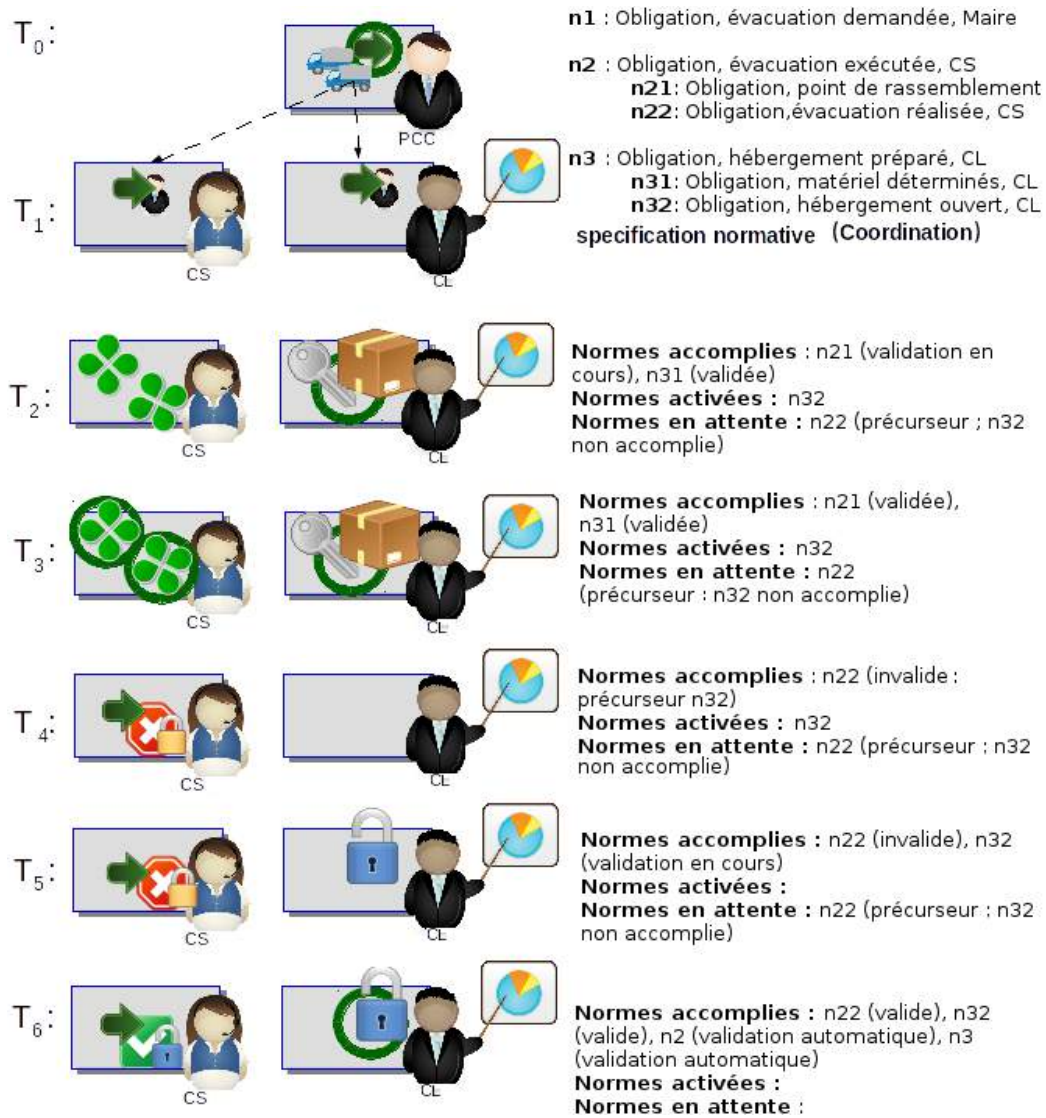 T0:
PCC
n1 : Obligation, évacuation demandée, Maire
n2 : Obligation, évacuation exécutée, CS
n21: Obligation, point de rassemblement
n22: Obligation,évacuation réalisée, CS
T1:
CS
CL
n3 : Obligation, hébergement préparé, CL
n31: Obligation, matériel déterminés, CL
n32: Obligation, hébergement ouvert, CL
specification normative (Coordination)
T2:
CS
CL
Normes accomplies : n21 (validation en
cours), n31 (validée)
Normes activées : n32
Normes en attente : n22 (précurseur ; n32
non accomplie)
T3:
CS
CL
Normes accomplies : n21 (validée),
n31 (validée)
Normes activées : n32
Normes en attente : n22
(précurseur : n32 non accomplie)
T4:
CS
CL
Normes accomplies : n22 (invalide :
précurseur n32)
Normes activées : n32
Normes en attente : n22 (précurseur : n32
non accomplie)
T5:
CS
CL
Normes accomplies : n22 (invalide), n32
(validation en cours)
Normes activées :
Normes en attente : n22 (précurseur : n32
non accomplie)
T6:
CS
CL
Normes accomplies : n22 (valide), n32
(valide), n2 (validation automatique), n3
(validation automatique)
Normes activées :
Normes en attente :